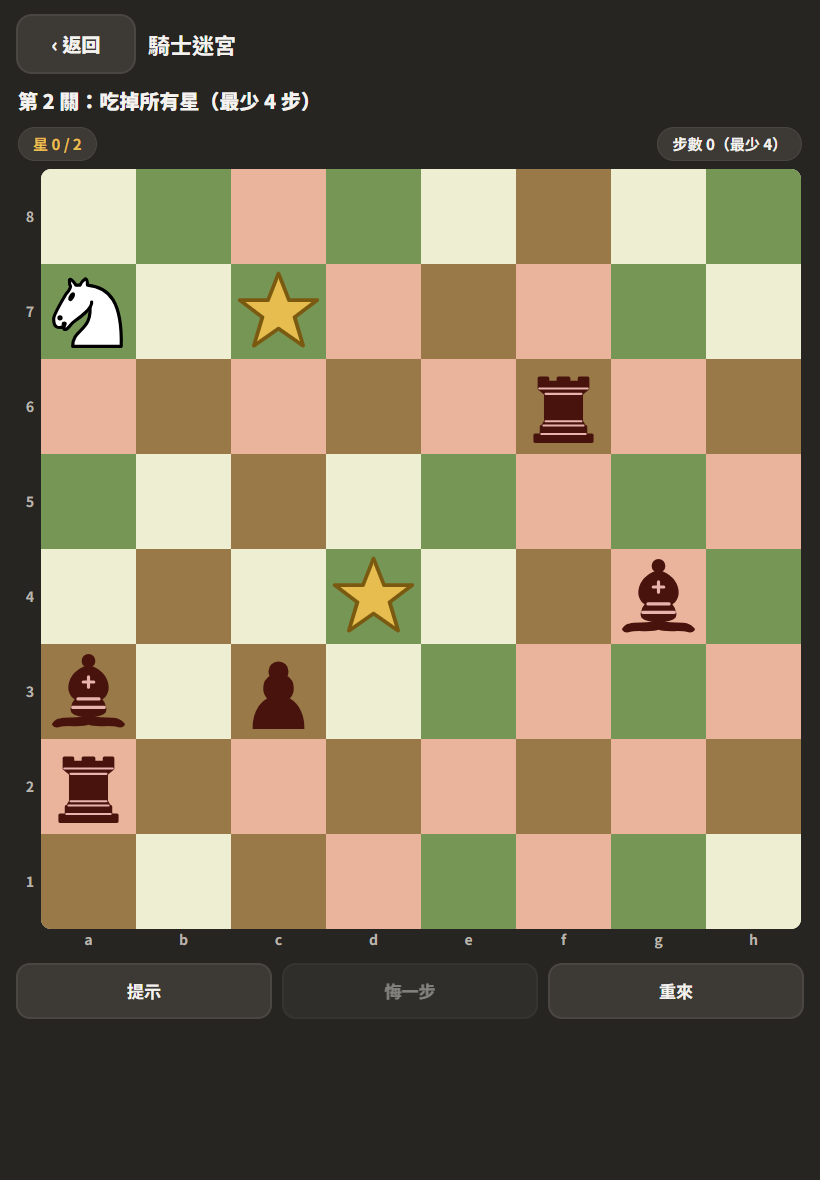 ‹ 返回
騎士迷宮
第 2 關：吃掉所有星（最少 4 步）
星 0 / 2
步數 0（最少 4）
8
7
6
5
4
3
2
1
a b c d e f g h
提示
悔一步
重來